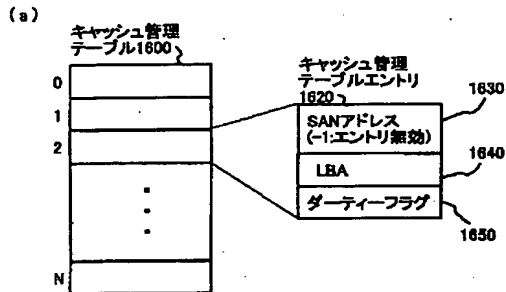 (a)
キャッシュ管理
テーブル1600
0
1
2
N
キャッシュ管理
テーブルエントリ
1620
SANアドレス
(-1:エントリ無効)
1630
LBA
1640
ダーティーフラグ
1650